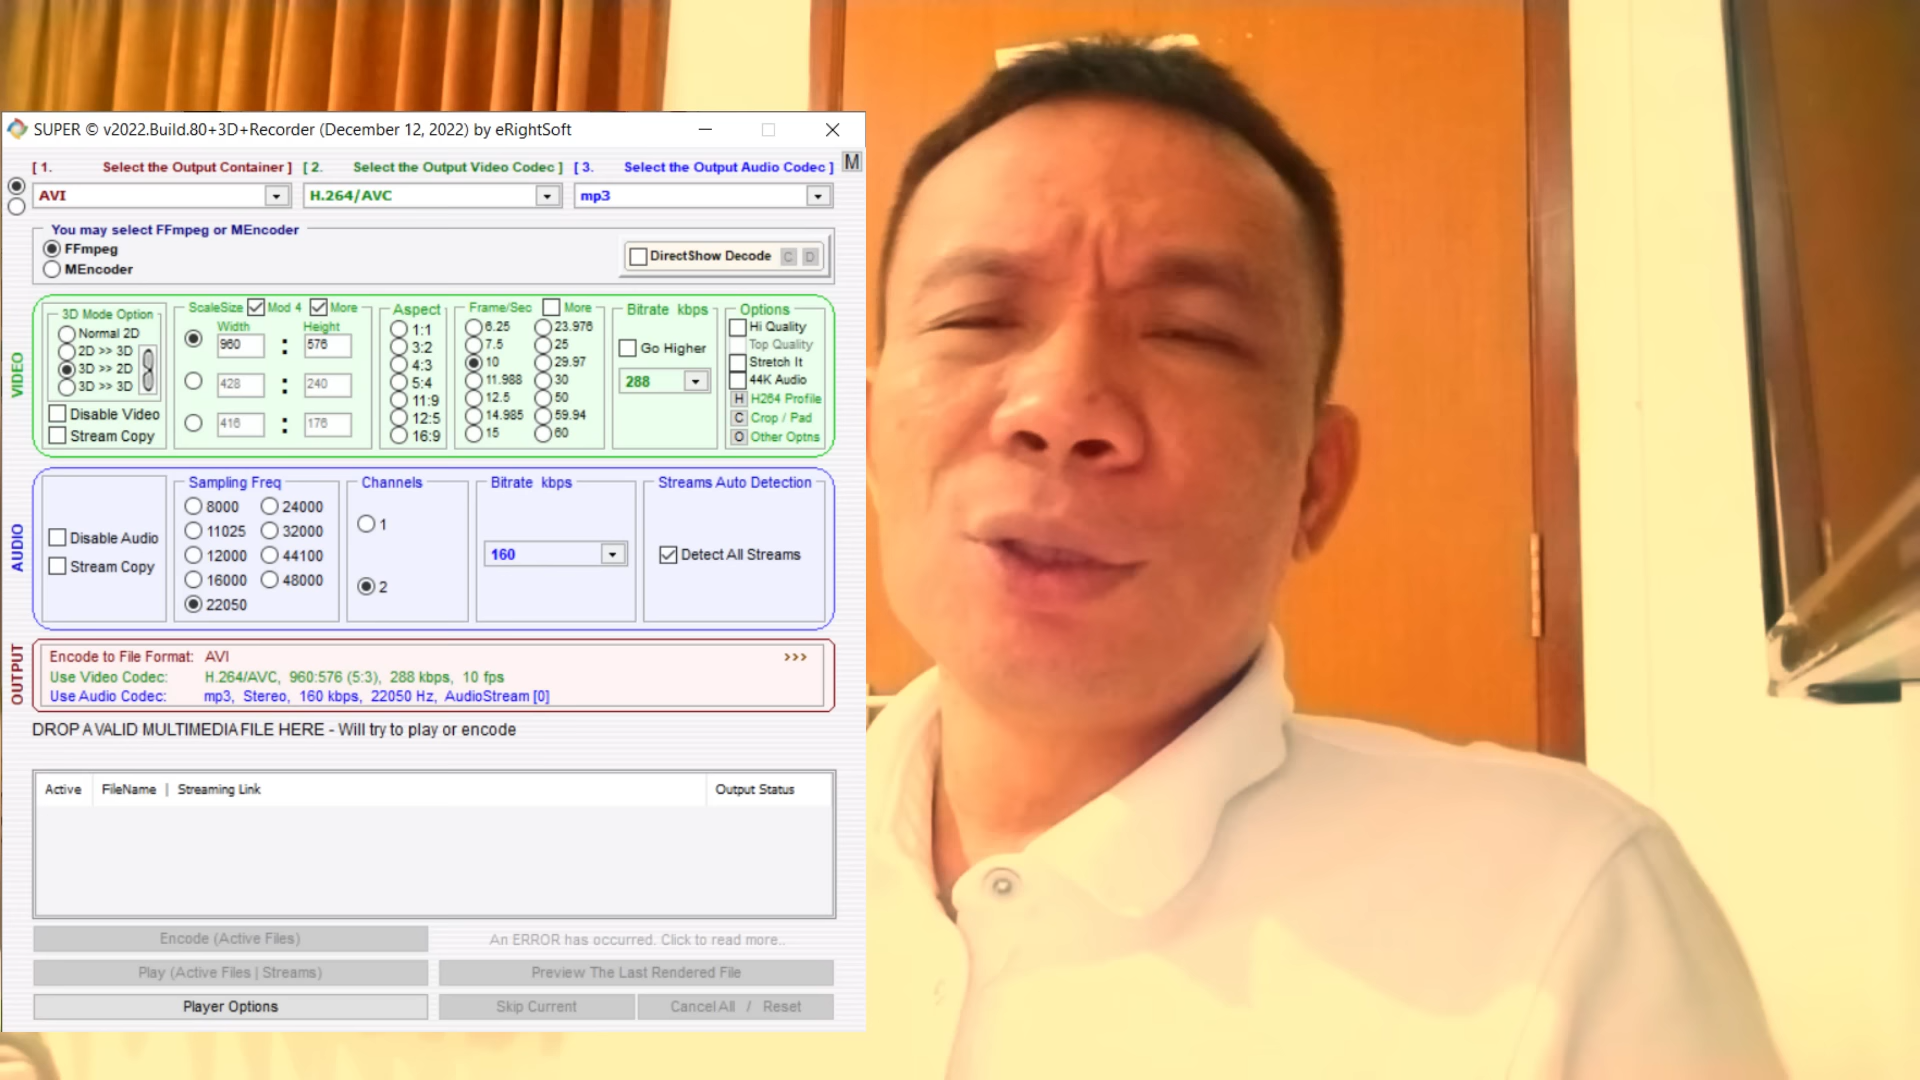 SUPER © v2022.Build.80+3D+Recorder (December 12, 2022) by eRightSoft
[ 1. Select the Output Container ] [ 2. Select the Output Video Codec ] [ 3. Select the Output Audio Codec ] M
AVI H.264/AVC mp3
You may select FFmpeg or MEncoder
FFmpeg
MEncoder
DirectShow Decode C D
VIDEO
3D Mode Option
Normal 2D
2D >> 3D
3D >> 2D
3D >> 3D
Disable Video
Stream Copy
ScaleSize Mod 4 More
Width Height
960 : 576
428 : 240
416 : 176
Aspect
1:1
3:2
4:3
5:4
11:9
12:5
16:9
Frame/Sec More
6.25 23.976
7.5 25
10 29.97
11.988 30
12.5 50
14.985 59.94
15 60
Bitrate kbps
Go Higher
288
Options
Hi Quality
Top Quality
Stretch It
44K Audio
H H264 Profile
C Crop / Pad
O Other Optns
AUDIO
Disable Audio
Stream Copy
Sampling Freq
8000 24000
11025 32000
12000 44100
16000 48000
22050
Channels
1
2
Bitrate kbps
160
Streams Auto Detection
Detect All Streams
OUTPUT
Encode to File Format: AVI >>>
Use Video Codec: H.264/AVC, 960:576 (5:3), 288 kbps, 10 fps
Use Audio Codec: mp3, Stereo, 160 kbps, 22050 Hz, AudioStream [0]
DROP A VALID MULTIMEDIA FILE HERE - Will try to play or encode
Active FileName | Streaming Link Output Status
Encode (Active Files) An ERROR has occurred. Click to read more..
Play (Active Files | Streams) Preview The Last Rendered File
Player Options Skip Current Cancel All / Reset